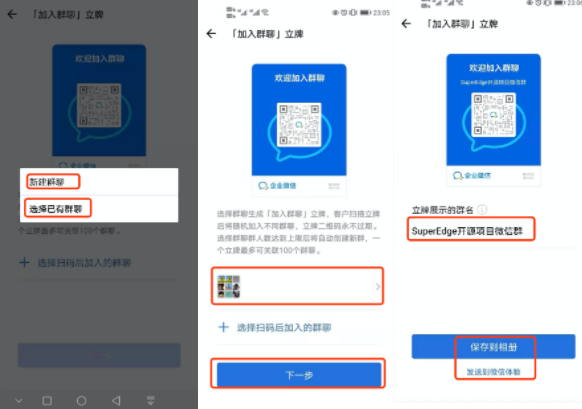 「加入群聊」立牌
欢迎加入群聊
新建群聊
选择已有群聊
个立牌最多可关联100个群聊。
选择扫码后加入的群聊
23:05
「加入群聊」立牌
欢迎加入群聊
企业微信
选择群聊生成「加入群聊」立牌，客户扫描立牌
后将随机加入不同群聊，立牌二维码永不过期。
选择群聊群人数达到上限后将自动创建新群，一
个立牌最多可关联100个群聊。
选择扫码后加入的群聊
下一步
「加入群聊」立牌
欢迎加入群聊
SuperEdge开源项目微信群
企业微信
立牌展示的群名
SuperEdge开源项目微信群
保存到相册
发送到微信体验